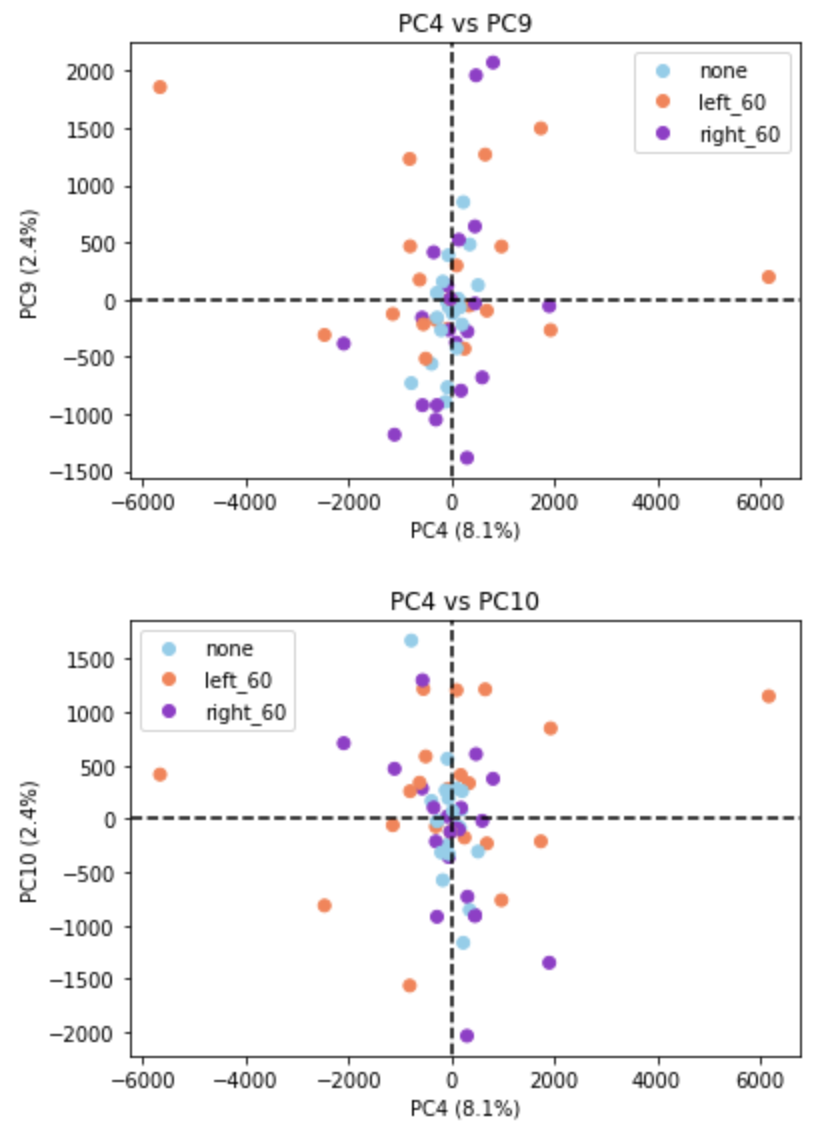 PC4 vs PC9
2000
1500
1000
500
0
−500
−1000
−1500
PC9 (2.4%)
none
left_60
right_60
−6000 −4000 −2000 0 2000 4000 6000
PC4 (8.1%)
PC4 vs PC10
1500
1000
500
0
−500
−1000
−1500
−2000
PC10 (2.4%)
none
left_60
right_60
−6000 −4000 −2000 0 2000 4000 6000
PC4 (8.1%)